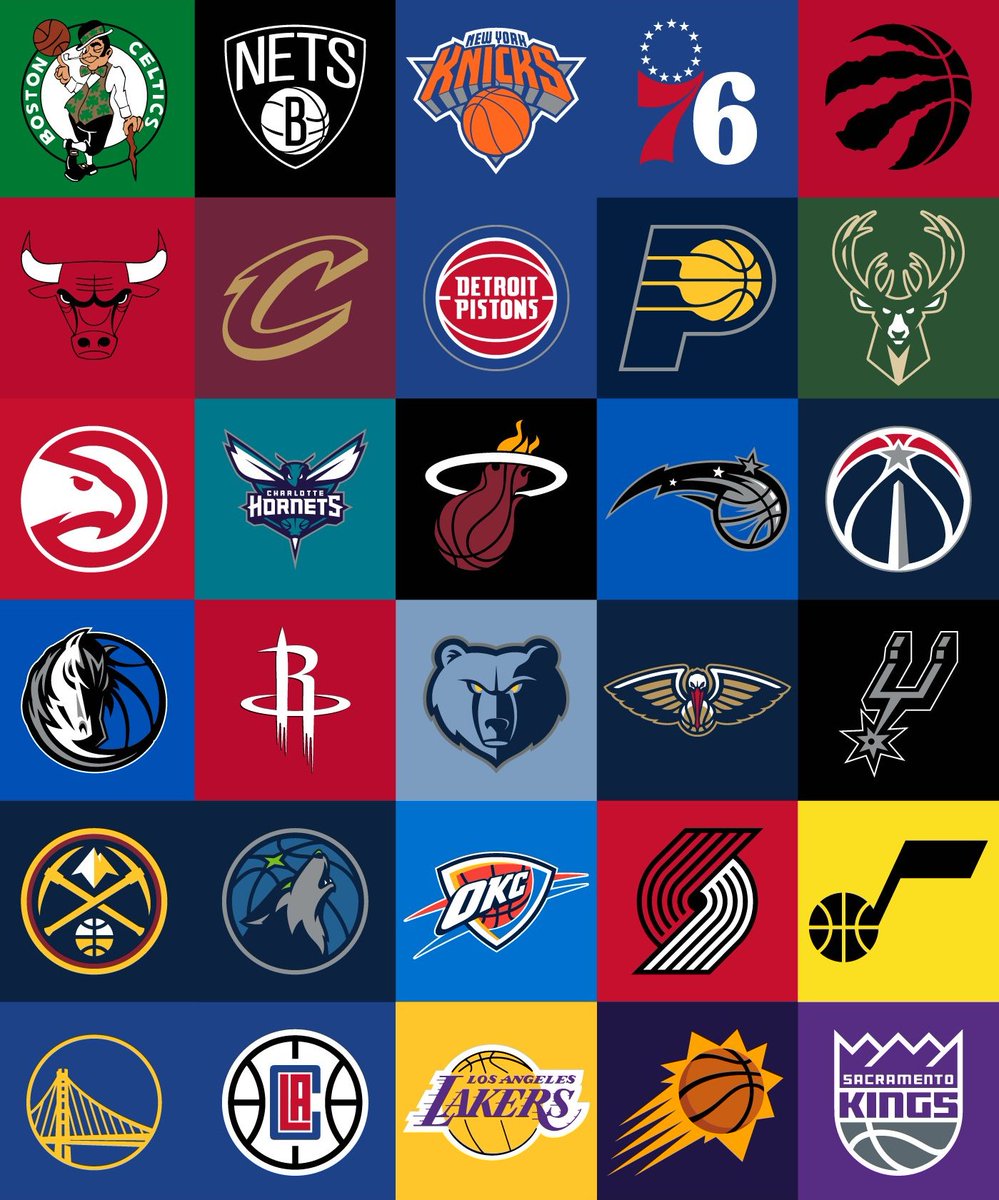 BOSTON CELTICS
NETS
B
NEW YORK
KNICKS
76
C
DETROIT
PISTONS
P
CHARLOTTE
HORNETS
R
OKC
LA
LOS ANGELES
LAKERS
SACRAMENTO
KINGS